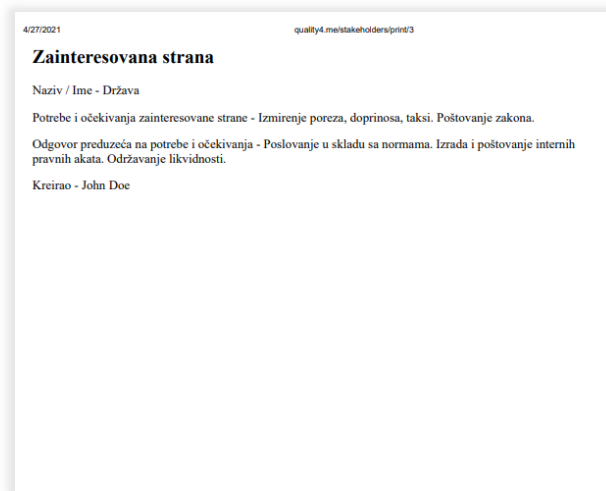 4/27/2021 quality4.me/stakeholders/print/3
Zainteresovana strana
Naziv / Ime - Država
Potrebe i očekivanja zainteresovane strane - Izmirenje poreza, doprinosa, taksi. Poštovanje zakona.
Odgovor preduzeća na potrebe i očekivanja - Poslovanje u skladu sa normama. Izrada i poštovanje internih
pravnih akata. Održavanje likvidnosti.
Kreirao - John Doe